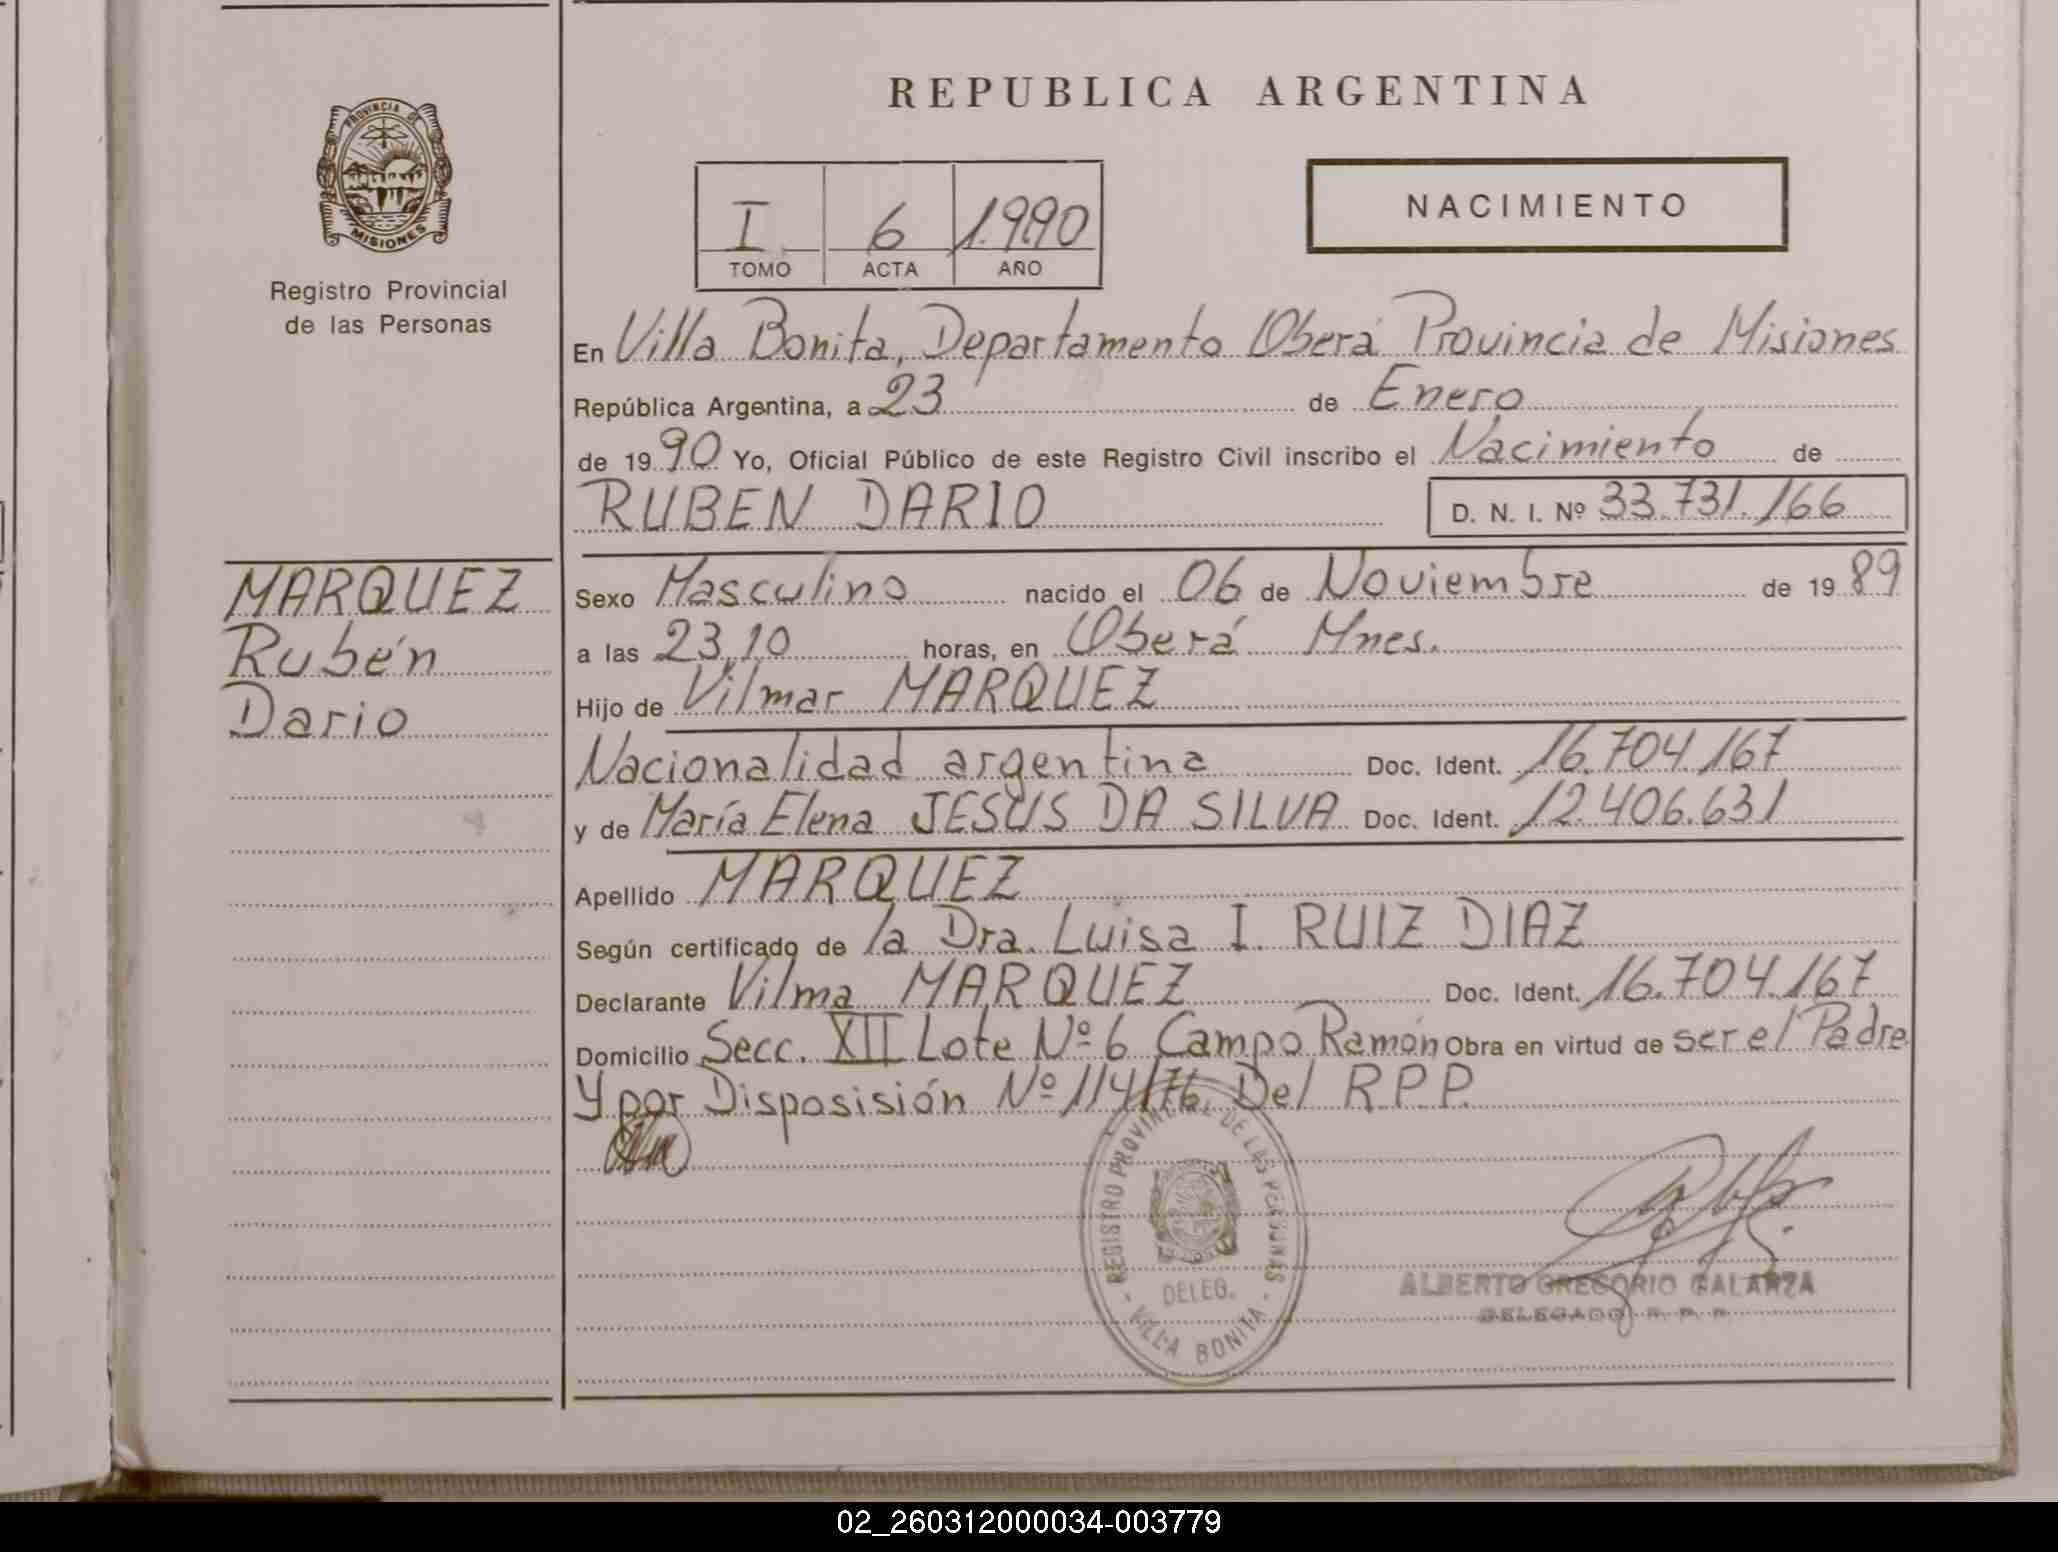 REPUBLICA ARGENTINA
PROVINCIA DE
MISIONES
Registro Provincial
de las Personas
I 6 1.990
TOMO ACTA AÑO
NACIMIENTO
En Villa Bonita, Departamento Oberá Provincia de Misiones
República Argentina, a 23 de Enero
de 19 90 Yo, Oficial Público de este Registro Civil inscribo el Nacimiento de
RUBEN DARIO D. N. I. Nº 33.731.166
MARQUEZ
Rubén
Dario
Sexo Masculino nacido el 06 de Noviembre de 19 89
a las 23,10 horas, en Oberá Mnes.
Hijo de Vilmar MARQUEZ
Nacionalidad argentina Doc. Ident. 16.704.167
y de María Elena JESUS DA SILVA Doc. Ident. 12.406.631
Apellido MARQUEZ
Según certificado de la Dra. Luisa I. RUIZ DIAZ
Declarante Vilma MARQUEZ Doc. Ident. 16.704.167
Domicilio Secc. XII Lote Nº 6 Campo Ramón Obra en virtud de ser el Padre
Y por Disposisión Nº 114/76. Del R.P.P.
REGISTRO PROVINCIAL DE LAS PERSONAS
DELEG.
VILLA BONITA
ALBERTO GREGORIO GALARZA
DELEGADO R. P. P.
02_260312000034-003779